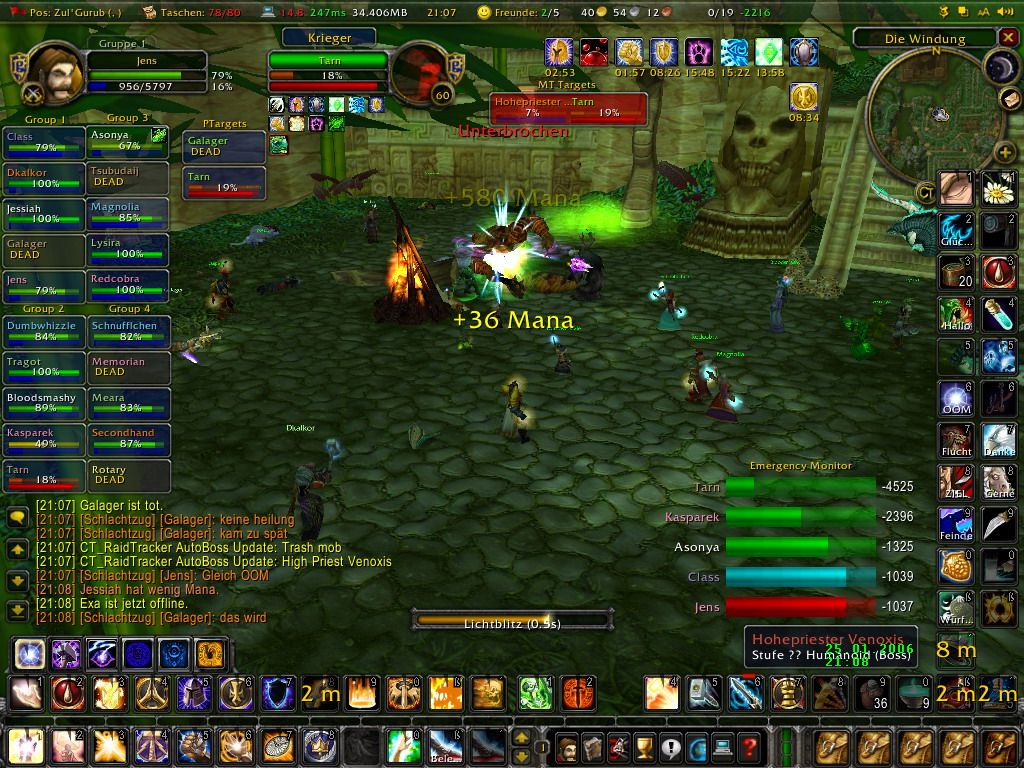 Pos: Zul'Gurub (, ) Taschen: 78/80 14.8 247ms 34.406MB 21:07 Freunde: 2/5 40 54 12 0/19 -2216
Gruppe 1
Jens
79%
956/5797 16%
Krieger
Tarn
18%
60
02:53 01:57 08:26 15:48 15:22 13:58
08:34
MT Targets
Hohepriester ...Tarn
7% 19%
Unterbrochen
Die Windung
N
CT
Group 1
Class
79%
Dkalkor
100%
Jessiah
100%
Galager
DEAD
Jens
79%
Group 3
Asonya
67%
Tsubudaij
DEAD
Magnolia
85%
Lysira
100%
Redcobra
100%
Group 2
Dumbwhizzle
84%
Tragot
100%
Bloodsmashy
89%
Kasparek
49%
Tarn
18%
Group 4
Schnufflchen
82%
Memorian
DEAD
Meara
83%
Secondhand
87%
Rotary
DEAD
PTargets
Galager
DEAD
Tarn
19%
+580 Mana
+36 Mana
Redcobra
Magnolia
Dkalkor
[21:07] Galager ist tot.
[21:07] [Schlachtzug] [Galager]: keine heilung
[21:07] [Schlachtzug] [Galager]: kam zu spät
[21:07] CT_RaidTracker AutoBoss Update: Trash mob
[21:07] CT_RaidTracker AutoBoss Update: High Priest Venoxis
[21:07] [Schlachtzug] [Jens]: Gleich OOM
[21:08] Jessiah hat wenig Mana.
[21:08] Exa ist jetzt offline.
[21:08] [Schlachtzug] [Galager]: das wird
Lichtblitz (0.5s)
Emergency Monitor
Tarn -4525
Kasparek -2396
Asonya -1325
Class -1039
Jens -1037
Hohepriester Venoxis
Stufe ?? Humanoid (Boss)
25.01.2006
21:08
Glüc...
20
Hallo
OOM
Flucht
Danke
ZIEL
Gerne
Feinde
Würf...
8 m
2 m
36
9
2 m 2 m
Bele...